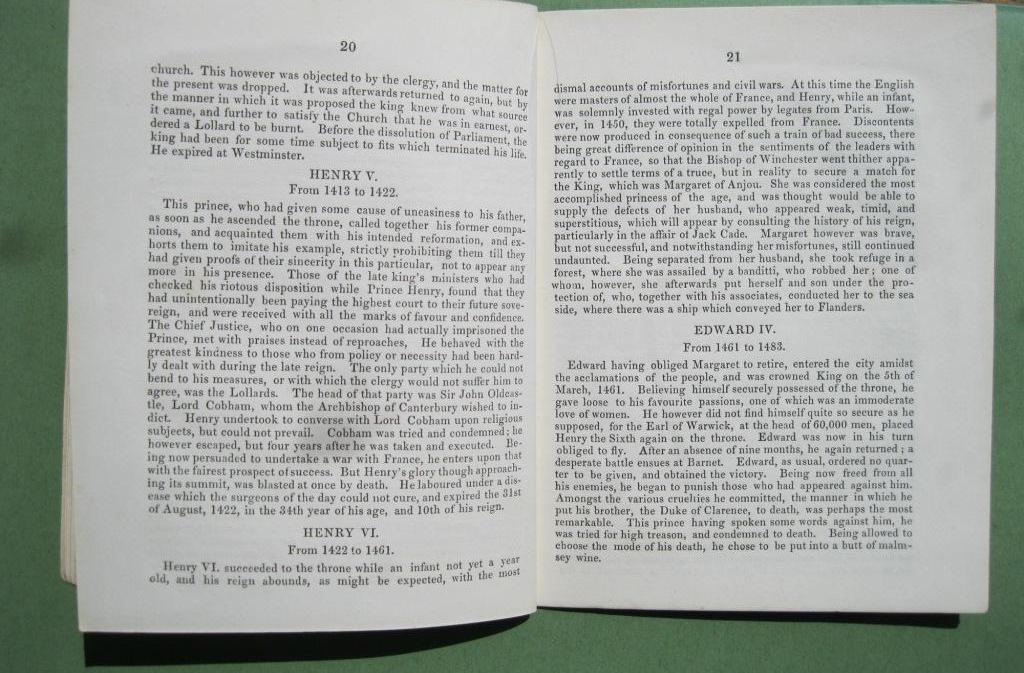 20
church. This however was objected to by the clergy, and the matter for
the present was dropped. It was afterwards returned to again, but by
the manner in which it was proposed the king knew from what source
it came, and further to satisfy the Church that he was in earnest, or-
dered a Lollard to be burnt. Before the dissolution of Parliament, the
king had been for some time subject to fits which terminated his life.
He expired at Westminster.
HENRY V.
From 1413 to 1422.
This prince, who had given some cause of uneasiness to his father,
as soon as he ascended the throne, called together his former compa-
nions, and acquainted them with his intended reformation, and ex-
horts them to imitate his example, strictly prohibiting them till they
had given proofs of their sincerity in this particular, not to appear any
more in his presence. Those of the late king's ministers who had
checked his riotous disposition while Prince Henry, found that they
had unintentionally been paying the highest court to their future sove-
reign, and were received with all the marks of favour and confidence.
The Chief Justice, who on one occasion had actually imprisoned the
Prince, met with praises instead of reproaches, He behaved with the
greatest kindness to those who from policy or necessity had been hard-
ly dealt with during the late reign. The only party which he could not
bend to his measures, or with which the clergy would not suffer him to
agree, was the Lollards. The head of that party was Sir John Oldcas-
tle, Lord Cobham, whom the Archbishop of Canterbury wished to in-
dict. Henry undertook to converse with Lord Cobham upon religious
subjects, but could not prevail. Cobham was tried and condemned; he
however escaped, but four years after he was taken and executed. Be-
ing now persuaded to undertake a war with France, he enters upon that
with the fairest prospect of success. But Henry's glory though approach-
ing its summit, was blasted at once by death. He laboured under a dis-
ease which the surgeons of the day could not cure, and expired the 31st
of August, 1422, in the 34th year of his age, and 10th of his reign.
HENRY VI.
From 1422 to 1461.
Henry VI. succeeded to the throne while an infant not yet a year
old, and his reign abounds, as might be expected, with the most
21
dismal accounts of misfortunes and civil wars. At this time the English
were masters of almost the whole of France, and Henry, while an infant,
was solemnly invested with regal power by legates from Paris. How-
ever, in 1450, they were totally expelled from France. Discontents
were now produced in consequence of such a train of bad success, there
being great difference of opinion in the sentiments of the leaders with
regard to France, so that the Bishop of Winchester went thither appa-
rently to settle terms of a truce, but in reality to secure a match for
the King, which was Margaret of Anjou. She was considered the most
accomplished princess of the age, and was thought would be able to
supply the defects of her husband, who appeared weak, timid, and
superstitious, which will appear by consulting the history of his reign,
particularly in the affair of Jack Cade. Margaret however was brave,
but not successful, and notwithstanding her misfortunes, still continued
undaunted. Being separated from her husband, she took refuge in a
forest, where she was assailed by a banditti, who robbed her; one of
whom, however, she afterwards put herself and son under the pro-
tection of, who, together with his associates, conducted her to the sea
side, where there was a ship which conveyed her to Flanders.
EDWARD IV.
From 1461 to 1483.
Edward having obliged Margaret to retire, entered the city amidst
the acclamations of the people, and was crowned King on the 5th of
March, 1461. Believing himself securely possessed of the throne, he
gave loose to his favourite passions, one of which was an immoderate
love of women. He however did not find himself quite so secure as he
supposed, for the Earl of Warwick, at the head of 60,000 men, placed
Henry the Sixth again on the throne. Edward was now in his turn
obliged to fly. After an absence of nine months, he again returned; a
desperate battle ensues at Barnet. Edward, as usual, ordered no quar-
ter to be given, and obtained the victory. Being now freed from all
his enemies, he began to punish those who had appeared against him.
Amongst the various cruelties he committed, the manner in which he
put his brother, the Duke of Clarence, to death, was perhaps the most
remarkable. This prince having spoken some words against him, he
was tried for high treason, and condemned to death. Being allowed to
choose the mode of his death, he chose to be put into a butt of malm-
sey wine.